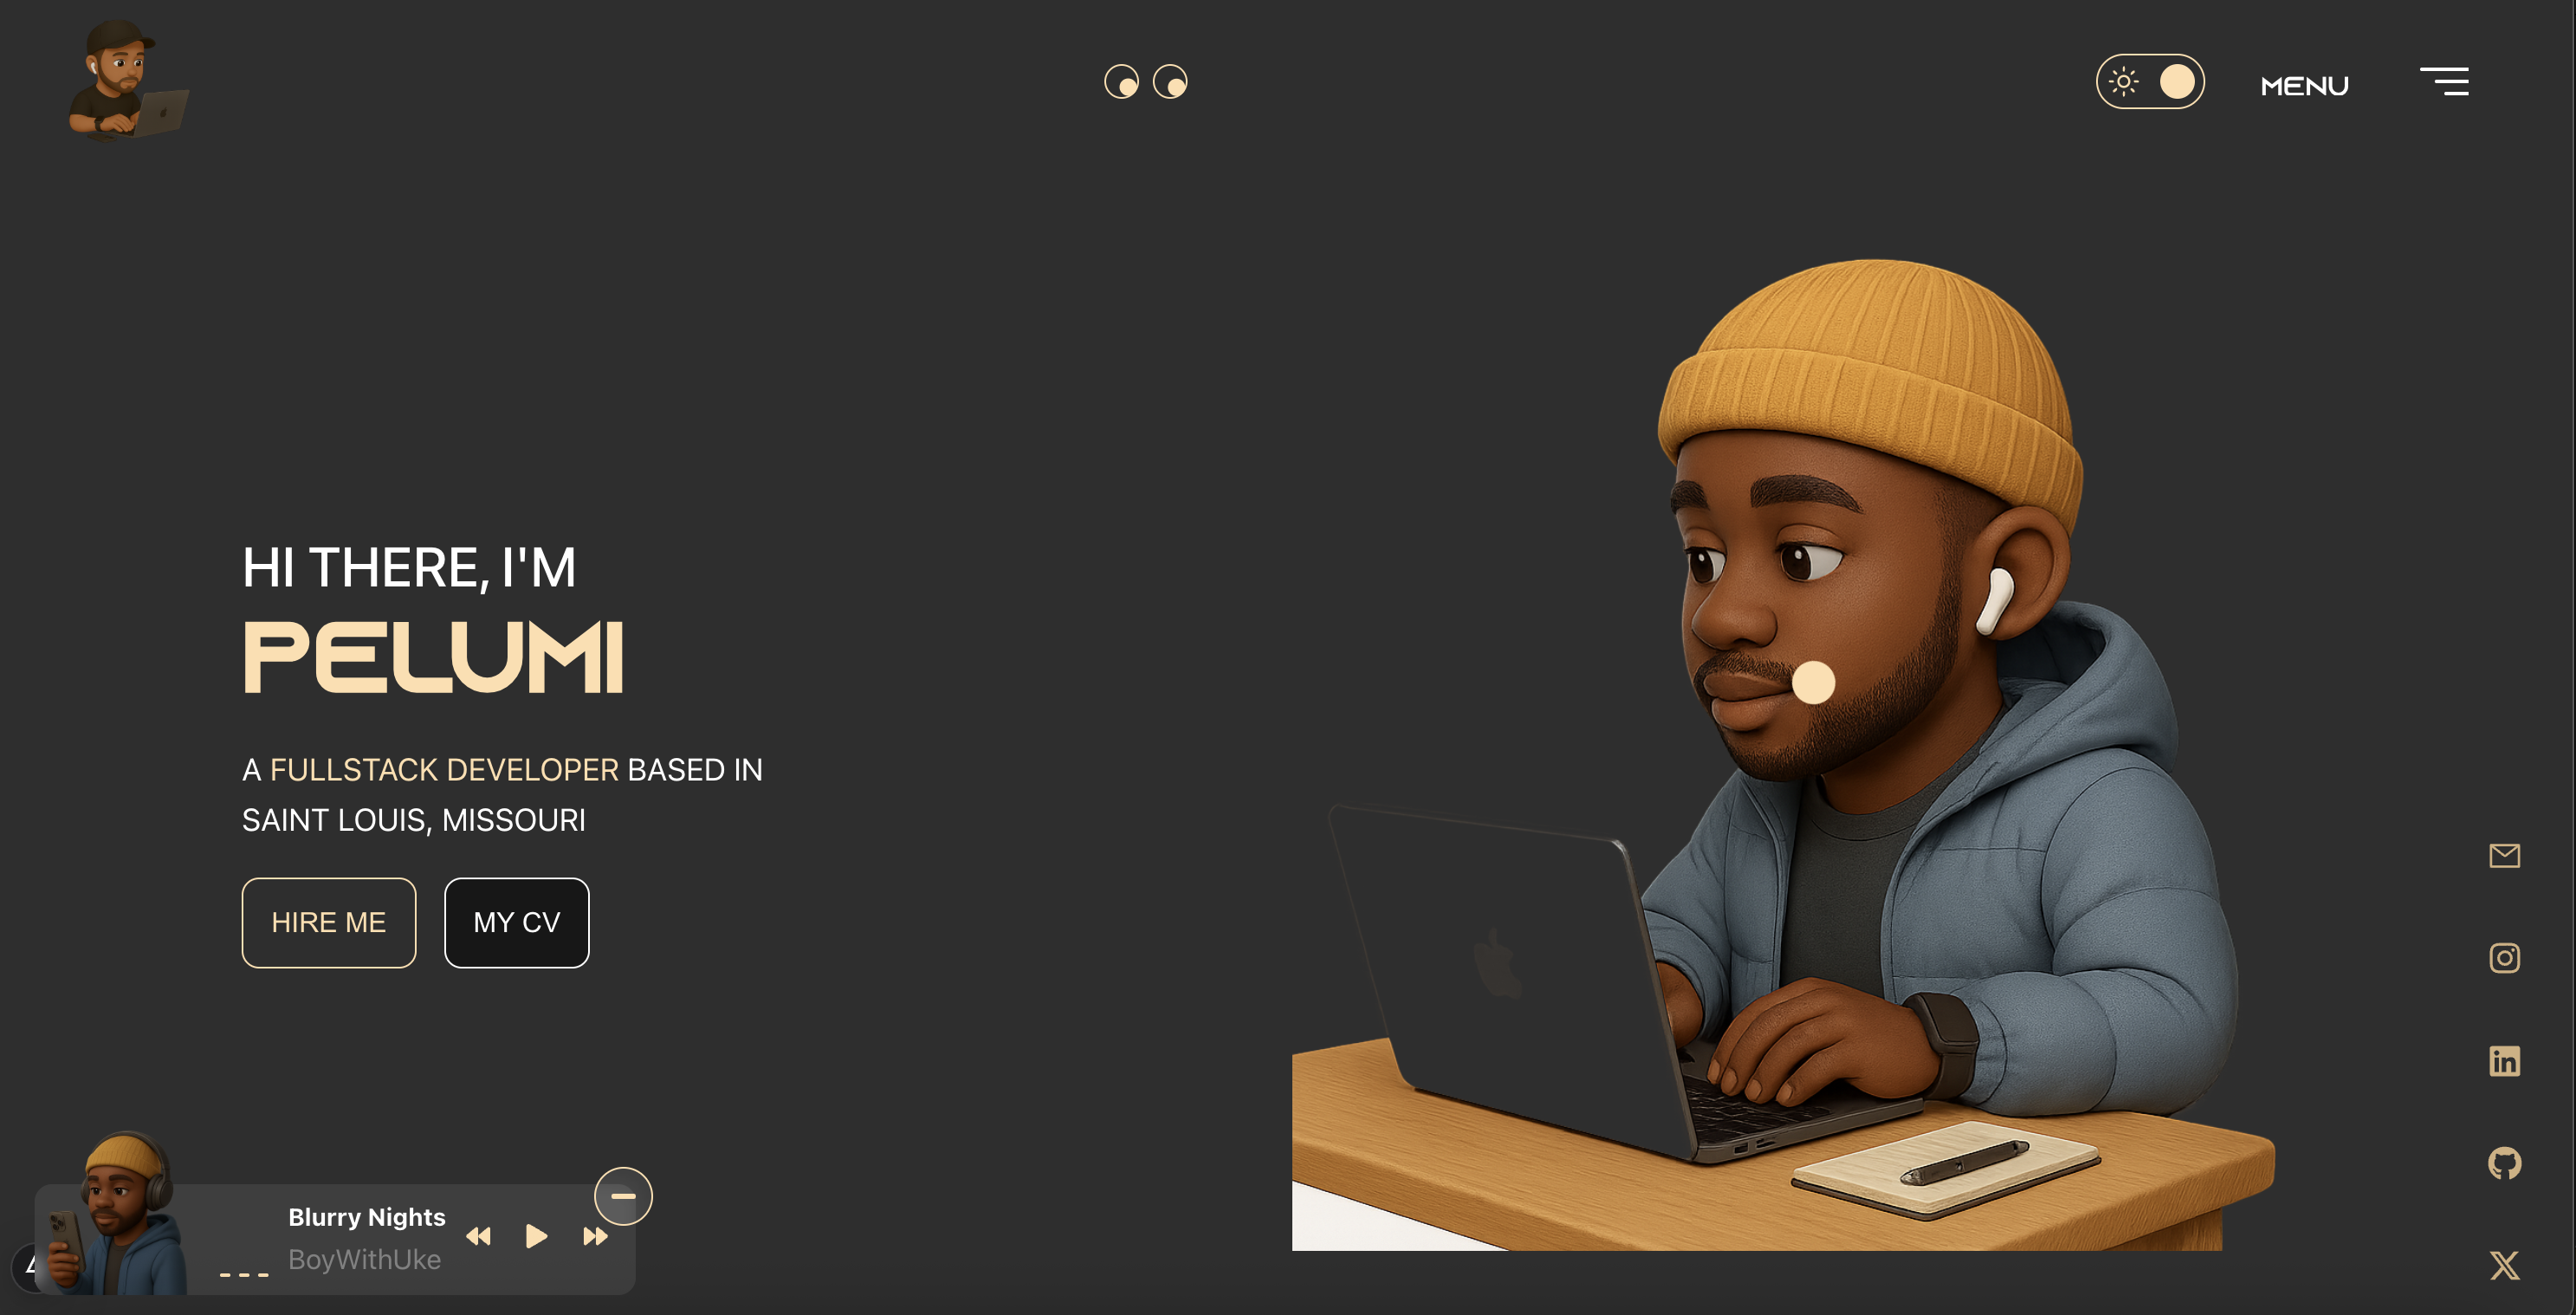 MENU
HI THERE, I'M
PELUMI
A FULLSTACK DEVELOPER BASED IN
SAINT LOUIS, MISSOURI
HIRE ME
MY CV
Blurry Nights
BoyWithUke